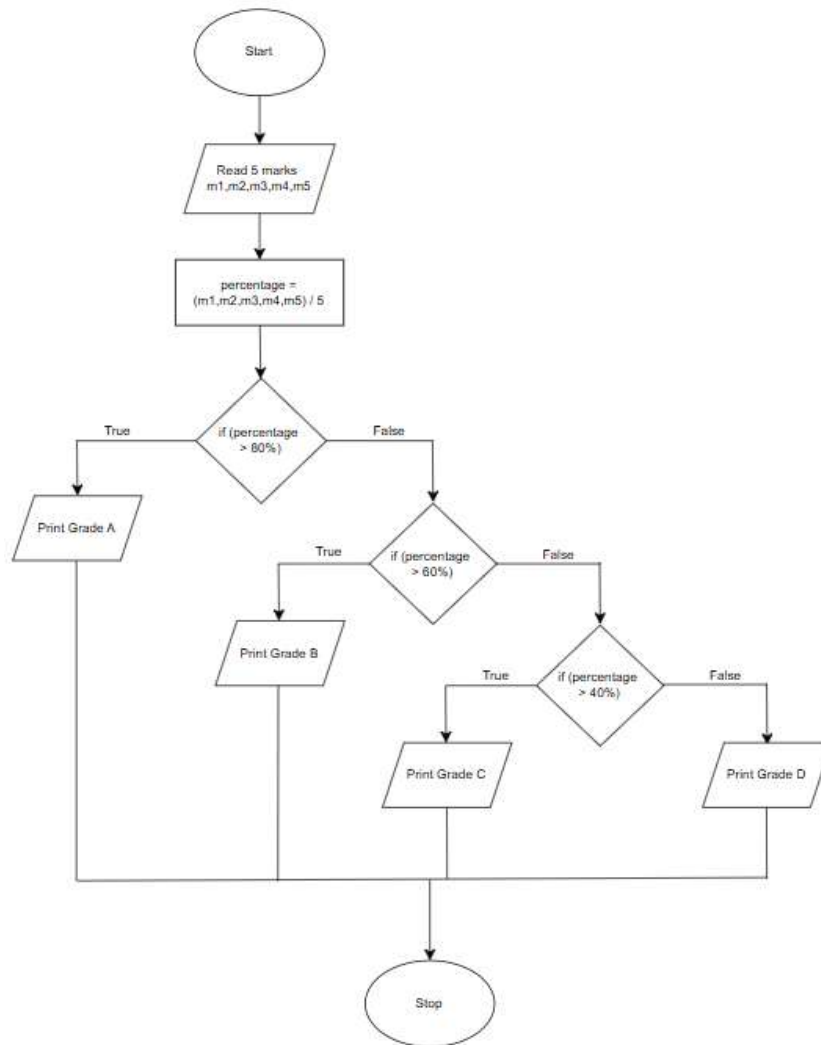 Start
Read 5 marks
m1,m2,m3,m4,m5
percentage =
(m1,m2,m3,m4,m5) / 5
if (percentage
> 80%)
True
False
Print Grade A
if (percentage
> 60%)
True
False
Print Grade B
if (percentage
> 40%)
True
False
Print Grade C
Print Grade D
Stop